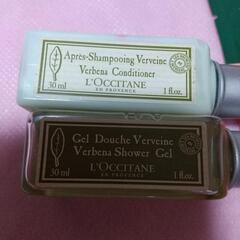 Après-Shampooing Verveine
Verbena Conditioner
L'OCCITANE
EN PROVENCE
30 ml
1 fl.oz.
Gel Douche Verveine
Verbena Shower Gel
L'OCCITANE
EN PROVENCE
30 ml
1 fl.oz.